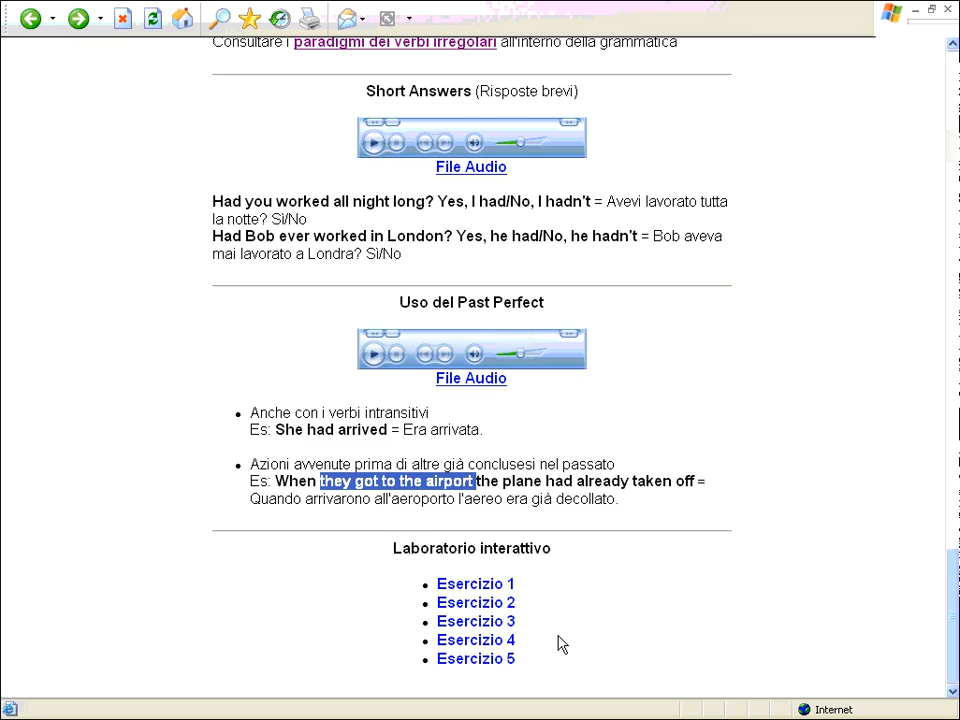 Consultare i paradigmi dei verbi irregolari all'interno della grammatica
Short Answers (Risposte brevi)
File Audio
Had you worked all night long? Yes, I had/No, I hadn't = Avevi lavorato tutta
la notte? Sì/No
Had Bob ever worked in London? Yes, he had/No, he hadn't = Bob aveva
mai lavorato a Londra? Sì/No
Uso del Past Perfect
File Audio
• Anche con i verbi intransitivi
Es: She had arrived = Era arrivata.
• Azioni avvenute prima di altre già conclusesi nel passato
Es: When they got to the airport the plane had already taken off =
Quando arrivarono all'aeroporto l'aereo era già decollato.
Laboratorio interattivo
• Esercizio 1
• Esercizio 2
• Esercizio 3
• Esercizio 4
• Esercizio 5
Internet